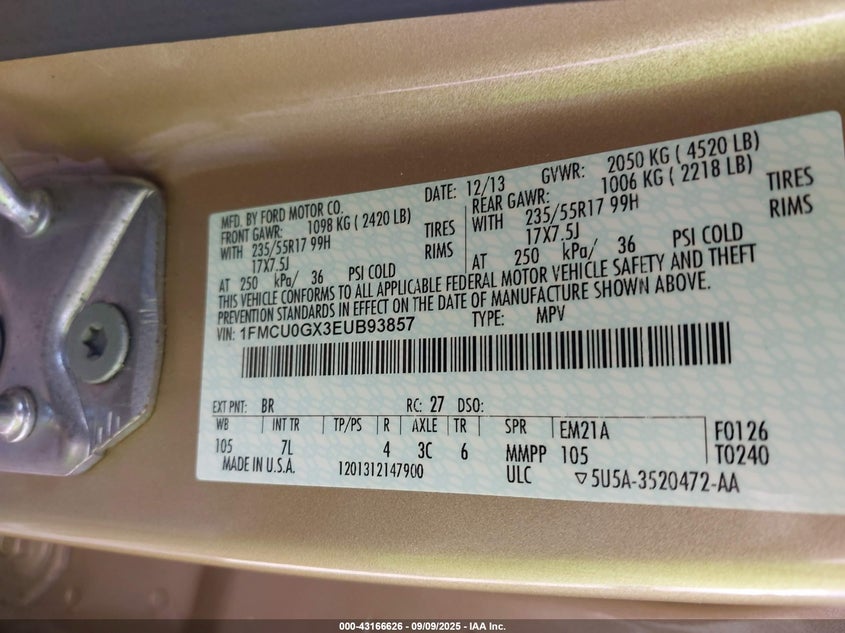 MFD. BY FORD MOTOR CO. DATE: 12/13 GVWR: 2050 KG ( 4520 LB)
FRONT GAWR: 1098 KG ( 2420 LB) REAR GAWR: 1006 KG ( 2218 LB)
WITH 235/55R17 99H TIRES WITH 235/55R17 99H TIRES
17X7.5J RIMS 17X7.5J RIMS
AT 250 kPa/ 36 PSI COLD AT 250 kPa/ 36 PSI COLD
THIS VEHICLE CONFORMS TO ALL APPLICABLE FEDERAL MOTOR VEHICLE SAFETY AND THEFT
PREVENTION STANDARDS IN EFFECT ON THE DATE OF MANUFACTURE SHOWN ABOVE.
VIN: 1FMCU0GX3EUB93857 TYPE: MPV
EXT PNT: BR RC: 27 DSO:
WB INT TR TP/PS R AXLE TR SPR EM21A F0126
105 7L 4 3C 6 MMPP 105 T0240
MADE IN U.S.A. 1201312147900 ULC ▽5U5A-3520472-AA
000-43166626 - 09/09/2025 - IAA Inc.